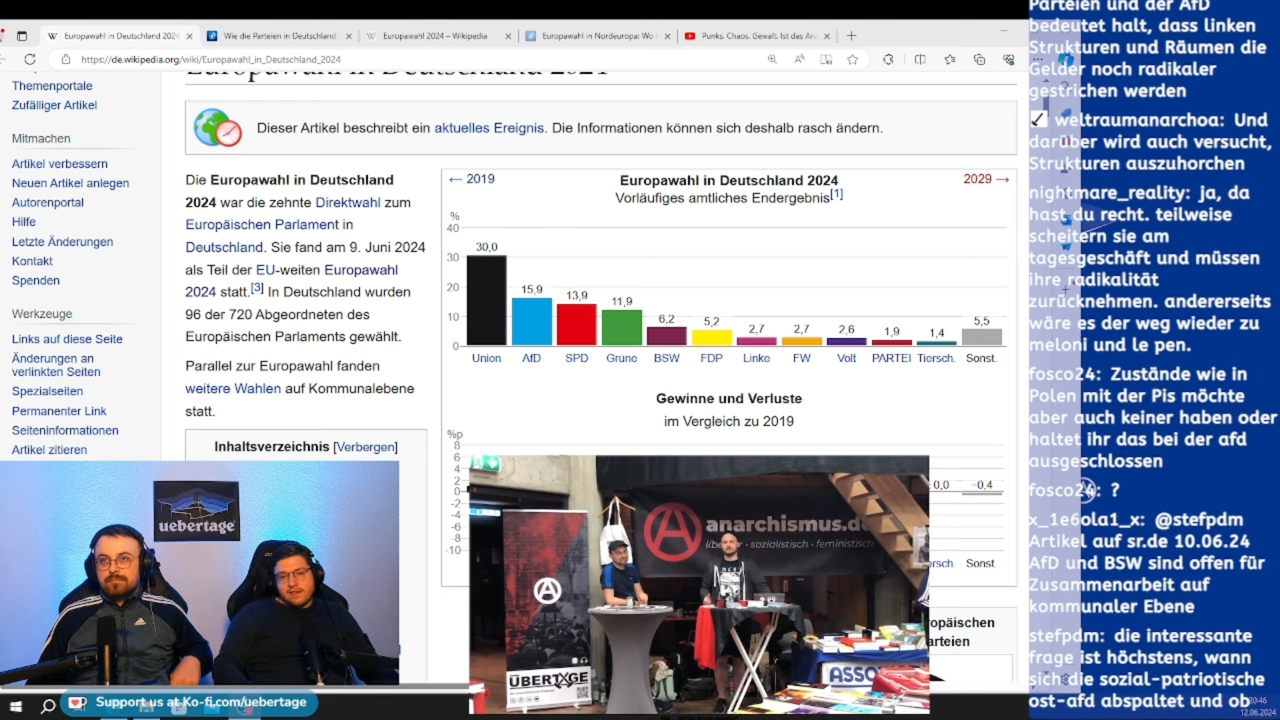 Europawahl in Deutschland 2024
Wie die Parteien in Deutschland
Europawahl 2024 – Wikipedia
Europawahl in Nordeuropa: Wo
Punks. Chaos. Gewalt. Ist das An
https://de.wikipedia.org/wiki/Europawahl_in_Deutschland_2024
Europawahl in Deutschland 2024
Themenportale
Zufälliger Artikel
Mitmachen
Artikel verbessern
Neuen Artikel anlegen
Autorenportal
Hilfe
Letzte Änderungen
Kontakt
Spenden
Werkzeuge
Links auf diese Seite
Änderungen an
verlinkten Seiten
Spezialseiten
Permanenter Link
Seiteninformationen
Artikel zitieren
Dieser Artikel beschreibt ein aktuelles Ereignis. Die Informationen können sich deshalb rasch ändern.
Die Europawahl in Deutschland
2024 war die zehnte Direktwahl zum
Europäischen Parlament in
Deutschland. Sie fand am 9. Juni 2024
als Teil der EU-weiten Europawahl
2024 statt.[3] In Deutschland wurden
96 der 720 Abgeordneten des
Europäischen Parlaments gewählt.
Parallel zur Europawahl fanden
weitere Wahlen auf Kommunalebene
statt.
Inhaltsverzeichnis [Verbergen]
← 2019
Europawahl in Deutschland 2024
2029 →
Vorläufiges amtliches Endergebnis[1]
%
40
30
20
10
0
30,0
15,9
13,9
11,9
6,2
5,2
2,7
2,7
2,6
1,9
1,4
5,5
Union
AfD
SPD
Grüne
BSW
FDP
Linke
FW
Volt
PARTEI
Tiersch.
Sonst.
Gewinne und Verluste
im Vergleich zu 2019
%p
8
6
4
2
0
-2
-4
-6
-8
-10
0,0
−0,4
ersch.
Sonst.
opäischen
arteien
uebertage
anarchismus.de
sozialistisch - feministisch
ÜBERTAGE
ASSO
Support us at Ko-fi.com/uebertage
Parteien und der AfD
bedeutet halt, dass linken
Strukturen und Räumen die
Gelder noch radikaler
gestrichen werden
weltraumanarchoa: Und
darüber wird auch versucht,
Strukturen auszuhorchen
nightmare_reality: ja, da
hast du recht. teilweise
scheitern sie am
tagesgeschäft und müssen
ihre radikalität
zurücknehmen. andererseits
wäre es der weg wieder zu
meloni und le pen.
fosco24: Zustände wie in
Polen mit der Pis möchte
aber auch keiner haben oder
haltet ihr das bei der afd
ausgeschlossen
fosco24: ?
x_1e6ola1_x: @stefpdm
Artikel auf sr.de 10.06.24
AfD und BSW sind offen für
Zusammenarbeit auf
kommunaler Ebene
stefpdm: die interessante
frage ist höchstens, wann
sich die sozial-patriotische
ost-afd abspaltet und ob
20:46
12.06.2024